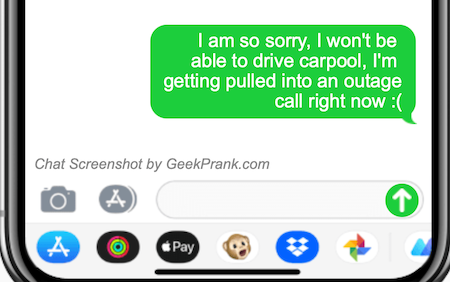 I am so sorry, I won't be
able to drive carpool, I'm
getting pulled into an outage
call right now :(
Chat Screenshot by GeekPrank.com
Pay